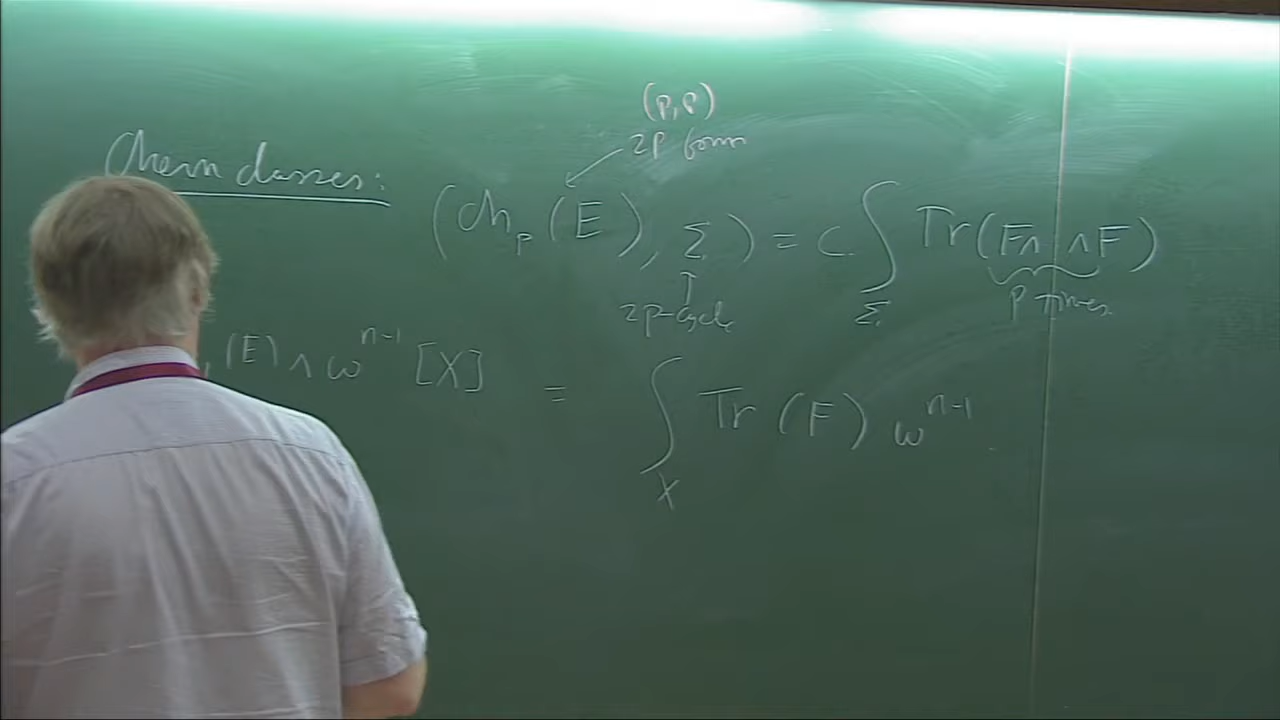 Chern classes:
(p,p)
2p form
(ch_p (E), Σ) = c. ∫_Σ Tr(F∧ ∧F)
2p-cycle
p times
(E) ∧ ω^{n-1} [X] = ∫_X Tr (F) ω^{n-1}